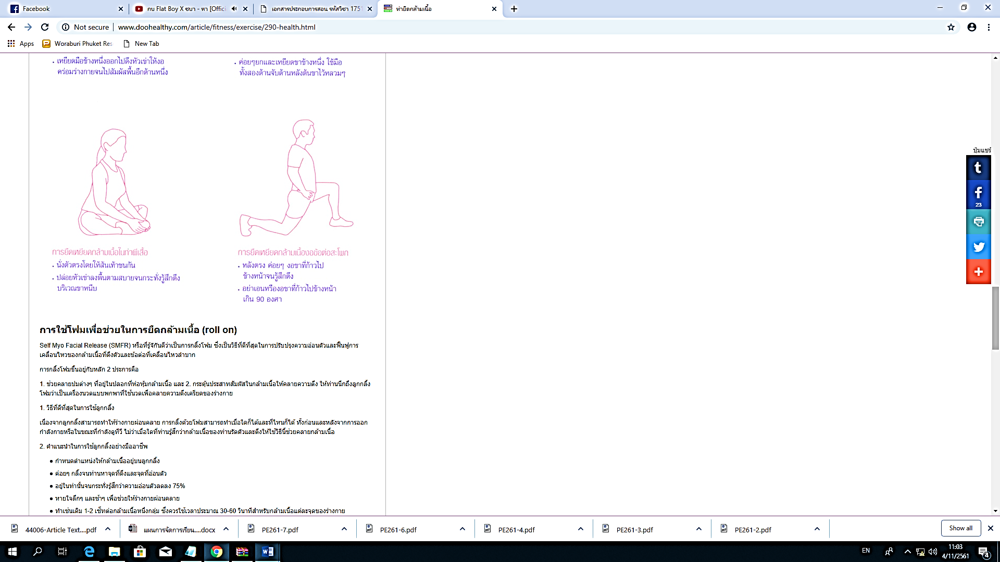 Facebook
กบ Flat Boy X ซบา - หา [Offici
เอกสารประกอบการสอน รหัสวิชา 1751
ท่ายืดกล้ามเนื้อ
Not secure
www.doohealthy.com/article/fitness/exercise/290-health.html
Apps
Woraburi Phuket Res
New Tab
• เหยียดมือข้างหนึ่งออกไปดึงหัวเข่าให้งอ
คร่อมร่างกายจนไปสัมผัสพื้นอีกด้านหนึ่ง
• ค่อยๆยกและเหยียดขาข้างหนึ่ง ใช้มือ
ทั้งสองด้านจับด้านหลังต้นขาไว้หลวมๆ
ปุ่มแชร์
23
การยืดเหยียดกล้ามเนื้อในท่าผีเสื้อ
• นั่งตัวตรงโดยให้ส้นเท้าชนกัน
• ปล่อยหัวเข่าลงพื้นตามสบายจนกระทั่งรู้สึกตึง
บริเวณขาหนีบ
การยืดเหยียดกล้ามเนื้องอข้อต่อสะโพก
• หลังตรง ค่อยๆ งอขาที่ก้าวไป
ข้างหน้าจนรู้สึกตึง
• อย่าเอนหรืองอขาที่ก้าวไปข้างหน้า
เกิน 90 องศา
การใช้โฟมเพื่อช่วยในการยืดกล้ามเนื้อ (roll on)
Self Myo Facial Release (SMFR) หรือที่รู้จักันดีว่าเป็นการกลิ้งโฟม ซึ่งเป็นวิธีที่ดีที่สุดในการปรับปรุงความอ่อนตัวและฟื้นฟูการ
เคลื่อนไหวของกล้ามเนื้อที่ตึงตัวและข้อต่อที่เคลื่อนไหวลำบาก
การกลิ้งโฟมขึ้นอยู่กับหลัก 2 ประการคือ
1. ช่วยคลายปมต่างๆ ที่อยู่ในปลอกที่ห่อหุ้มกล้ามเนื้อ และ 2. กระตุ้นประสาทสัมผัสในกล้ามเนื้อให้คลายความตึง ให้ท่านนึกถึงลูกกลิ้ง
โฟมว่าเป็นเครื่องนวดแบบพกพาที่ใช้นวดเพื่อคลายความตึงเครียดของร่างกาย
1. วิธีที่ดีที่สุดในการใช้ลูกกลิ้ง
เนื่องจากลูกกลิ้งสามารถทำให้ร่างกายผ่อนคลาย การกลิ้งด้วยโฟมสามารถทำเมื่อใดก็ได้และที่ไหนก็ได้ ทั้งก่อนและหลังจากการออก
กำลังกายหรือในขณะที่กำลังดูทีวี ไม่ว่าเมื่อใดที่ท่านรู้สึกว่ากล้ามเนื้อของท่านรัดตัวและตึงให้ใช้วิธีนี้ช่วยคลายกล้ามเนื้อ
2. คำแนะนำในการใช้ลูกกลิ้งอย่างมืออาชีพ
● กำหนดตำแหน่งให้กล้ามเนื้ออยู่บนลูกกลิ้ง
● ค่อยๆ กลิ้งจนท่านหาจุดที่ตึงและจุดที่อ่อนตัว
● อยู่ในท่านั้นจนกระทั่งรู้สึกว่าความอ่อนตัวลดลง 75%
● หายใจลึกๆ และช้าๆ เพื่อช่วยให้ร่างกายผ่อนคลาย
● ทำเช่นเดิม 1-2 เซ็ทต่อกล้ามเนื้อหนึ่งกลุ่ม ซึ่งควรใช้เวลาประมาณ 30-60 วินาทีสำหรับกล้ามเนื้อแต่ละจุดของร่างกาย
44006-Article Text....pdf
แผนการจัดการเรียน....docx
PE261-7.pdf
PE261-6.pdf
PE261-4.pdf
PE261-3.pdf
PE261-2.pdf
Show all
EN
11:03
4/11/2561
4